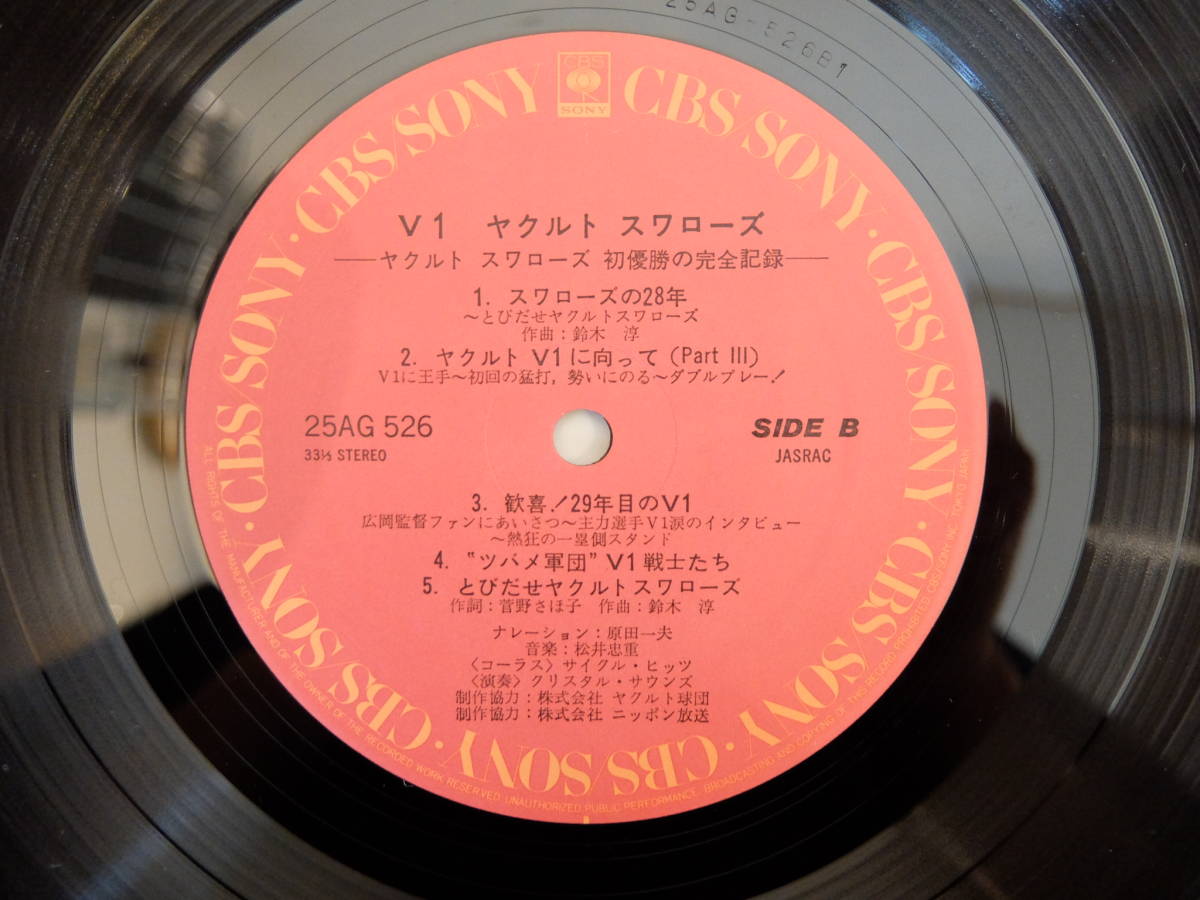 25AG-526B1
CBS
SONY
CBS/SONY · CBS/SONY · CBS/SONY · CBS/SONY · CBS/SONY · CBS/SONY · CBS/SONY · CBS/SONY
V1 ヤクルト スワローズ
—ヤクルト スワローズ 初優勝の完全記録—
1. スワローズの28年
～とびだせヤクルトスワローズ
作曲：鈴木 淳
2. ヤクルト V1に向って (Part III)
V1に王手～初回の猛打，勢いにのる～ダブルプレー!
25AG 526
33⅓ STEREO
SIDE B
JASRAC
3. 歓喜!29年目のV1
広岡監督ファンにあいさつ～主力選手V1涙のインタビュー
～熱狂の一塁側スタンド
4. “ツバメ軍団” V1戦士たち
5. とびだせヤクルトスワローズ
作詞：菅野さほ子 作曲：鈴木 淳
ナレーション：原田一夫
音楽：松井忠重
〈コーラス〉サイクル・ヒッツ
〈演奏〉クリスタル・サウンズ
制作協力：株式会社 ヤクルト球団
制作協力：株式会社 ニッポン放送
ALL RIGHTS OF THE MANUFACTURER AND OF THE OWNER OF THE RECORDED WORK RESERVED UNAUTHORIZED PUBLIC PERFORMANCE, BROADCASTING AND COPYING OF THIS RECORD PROHIBITED CBS/SONY INC. TOKYO JAPAN